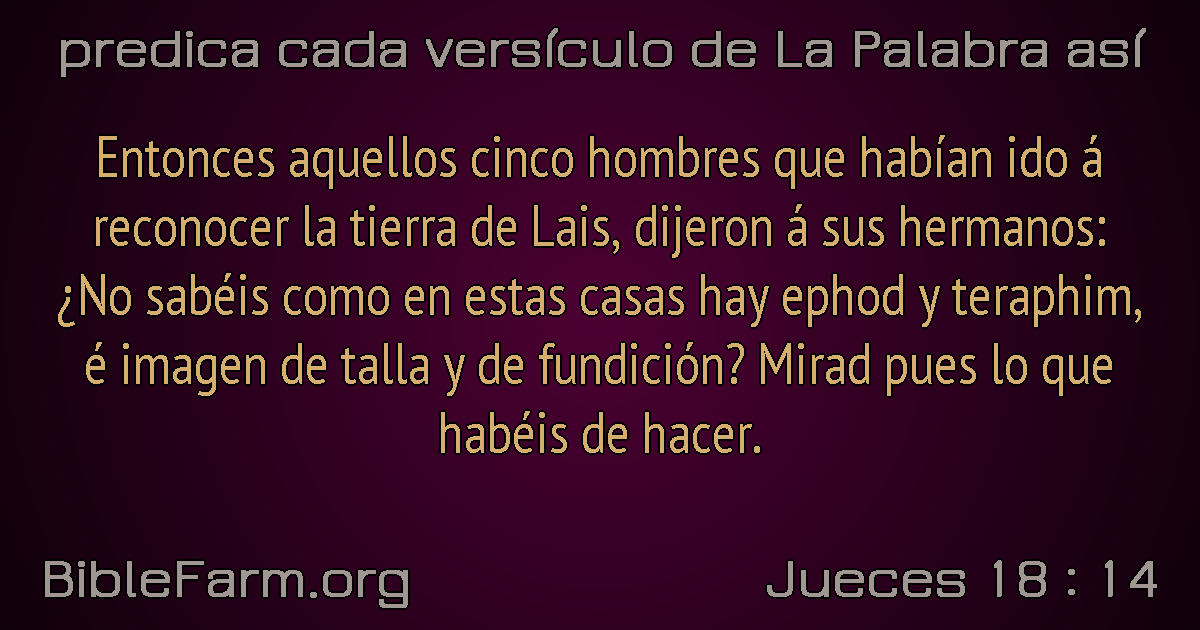 predica cada versículo de La Palabra así
Entonces aquellos cinco hombres que habían ido á
reconocer la tierra de Lais, dijeron á sus hermanos:
¿No sabéis como en estas casas hay ephod y teraphim,
é imagen de talla y de fundición? Mirad pues lo que
habéis de hacer.
BibleFarm.org
Jueces 18 : 14